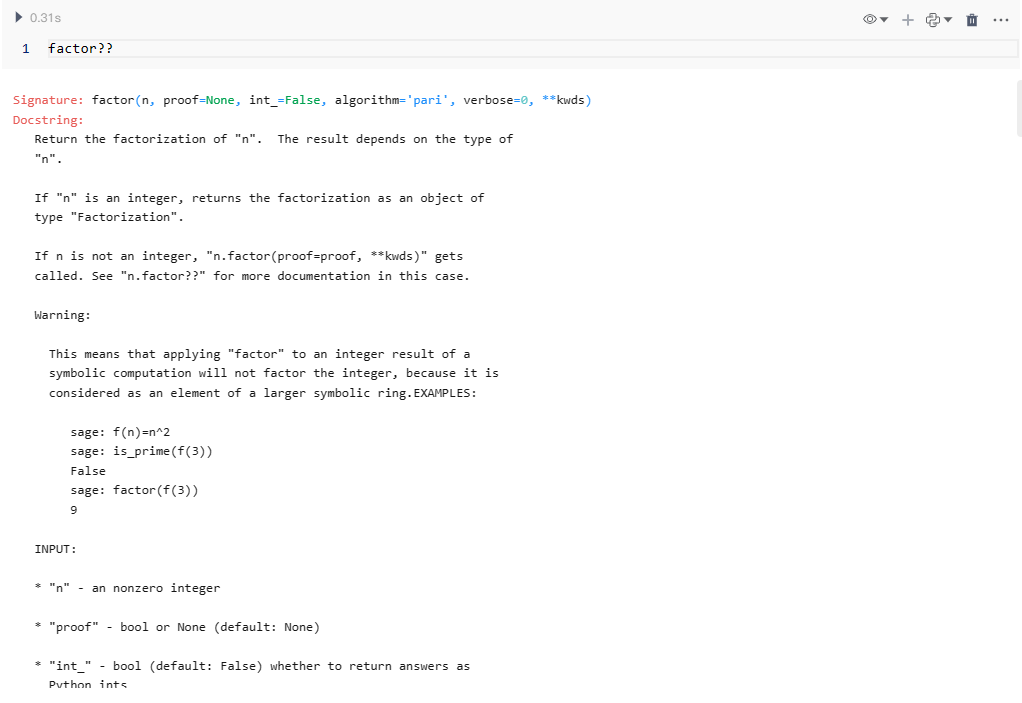 0.31s
1 factor??
Signature: factor(n, proof=None, int_=False, algorithm='pari', verbose=0, **kwds)
Docstring:
Return the factorization of "n".  The result depends on the type of
"n".
If "n" is an integer, returns the factorization as an object of
type "Factorization".
If n is not an integer, "n.factor(proof=proof, **kwds)" gets
called. See "n.factor??" for more documentation in this case.
Warning:
This means that applying "factor" to an integer result of a
symbolic computation will not factor the integer, because it is
considered as an element of a larger symbolic ring.EXAMPLES:
sage: f(n)=n^2
sage: is_prime(f(3))
False
sage: factor(f(3))
9
INPUT:
* "n" - an nonzero integer
* "proof" - bool or None (default: None)
* "int_" - bool (default: False) whether to return answers as
Python ints